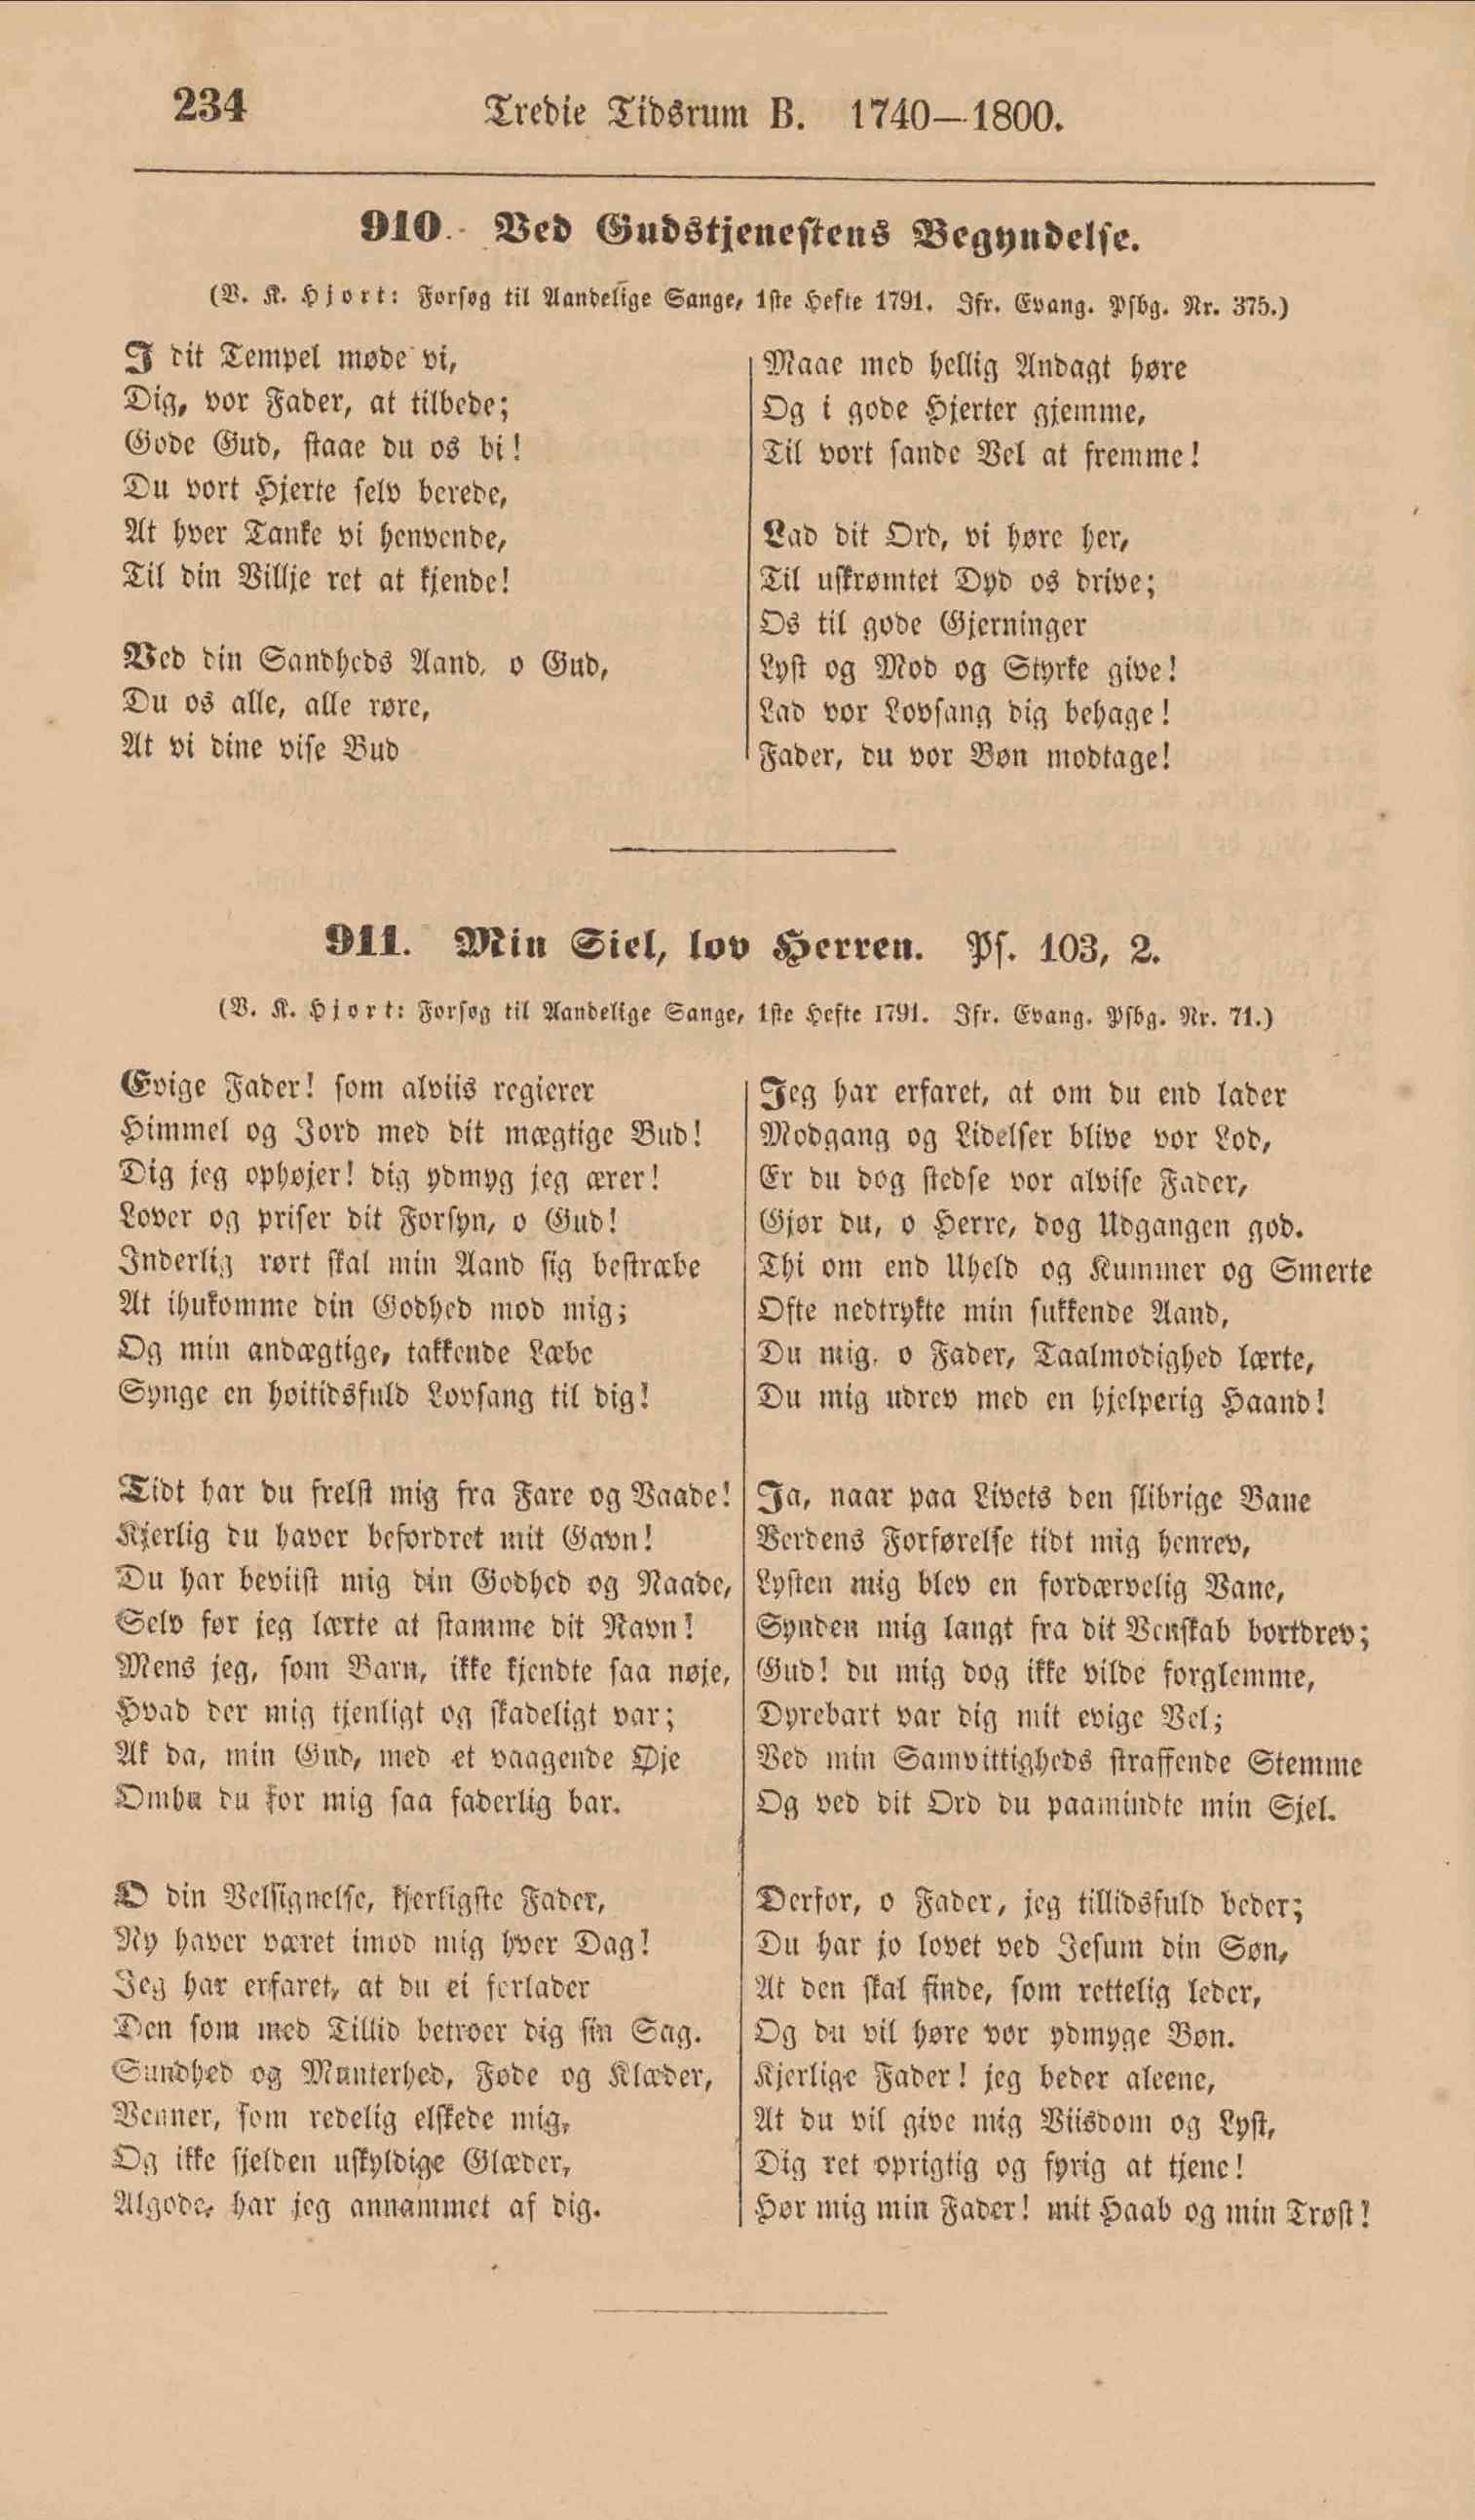 234
Tredie Tidsrum B. 1740—1800.
910. Ved Gudstjenestens Begyndelse.
(V. K. Hjort: Forsøg til Aandelige Sange, 1ste Hefte 1791. Jfr. Evang. Psbg. Nr. 375.)
I dit Tempel møde vi,
Dig, vor Fader, at tilbede;
Gode Gud, staae du os bi!
Du vort Hjerte selv berede,
At hver Tanke vi henvende,
Til din Villje ret at kjende!
Ved din Sandheds Aand, o Gud,
Du os alle, alle røre,
At vi dine vise Bud
Maae med hellig Andagt høre
Og i gode Hjerter gjemme,
Til vort sande Vel at fremme!
Lad dit Ord, vi høre her,
Til uskrømtet Dyd os drive;
Os til gode Gjerninger
Lyst og Mod og Styrke give!
Lad vor Lovsang dig behage!
Fader, du vor Bøn modtage!
911. Min Siel, lov Herren. Ps. 103, 2.
(V. K. Hjort: Forsøg til Aandelige Sange, 1ste Hefte 1791. Jfr. Evang. Psbg. Nr. 71.)
Evige Fader! som alviis regierer
Himmel og Jord med dit mægtige Bud!
Dig jeg ophøjer! dig ydmyg jeg ærer!
Lover og priser dit Forsyn, o Gud!
Inderlig rørt skal min Aand sig bestræbe
At ihukomme din Godhed mod mig;
Og min andægtige, takkende Læbe
Synge en høitidsfuld Lovsang til dig!
Tidt har du frelst mig fra Fare og Vaade!
Kjerlig du haver befordret mit Gavn!
Du har beviist mig din Godhed og Naade,
Selv før jeg lærte at stamme dit Navn!
Mens jeg, som Barn, ikke kjendte saa nøje,
Hvad der mig tjenligt og skadeligt var;
Ak da, min Gud, med et vaagende Øje
Omhu du for mig saa faderlig bar.
O din Velsignelse, kjerligste Fader,
Ny haver været imod mig hver Dag!
Jeg har erfaret, at du ei forlader
Den som med Tillid betroer dig sin Sag.
Sundhed og Munterhed, Føde og Klæder,
Venner, som redelig elskede mig,
Og ikke sjelden uskyldige Glæder,
Algode, har jeg annammet af dig.
Jeg har erfaret, at om du end lader
Modgang og Lidelser blive vor Lod,
Er du dog stedse vor alvise Fader,
Gjør du, o Herre, dog Udgangen god.
Thi om end Uheld og Kummer og Smerte
Ofte nedtrykte min sukkende Aand,
Du mig, o Fader, Taalmodighed lærte,
Du mig udrev med en hjelperig Haand!
Ja, naar paa Livets den slibrige Bane
Verdens Forførelse tidt mig henrev,
Lysten mig blev en fordærvelig Vane,
Synden mig langt fra dit Venskab bortdrev;
Gud! du mig dog ikke vilde forglemme,
Dyrebart var dig mit evige Vel;
Ved min Samvittigheds straffende Stemme
Og ved dit Ord du paamindte min Sjel.
Derfor, o Fader, jeg tillidsfuld beder;
Du har jo lovet ved Jesum din Søn,
At den skal finde, som rettelig leder,
Og du vil høre vor ydmyge Bøn.
Kjerlige Fader! jeg beder aleene,
At du vil give mig Viisdom og Lyst,
Dig ret oprigtig og fyrig at tjene!
Hør mig min Fader! mit Haab og min Trøst!